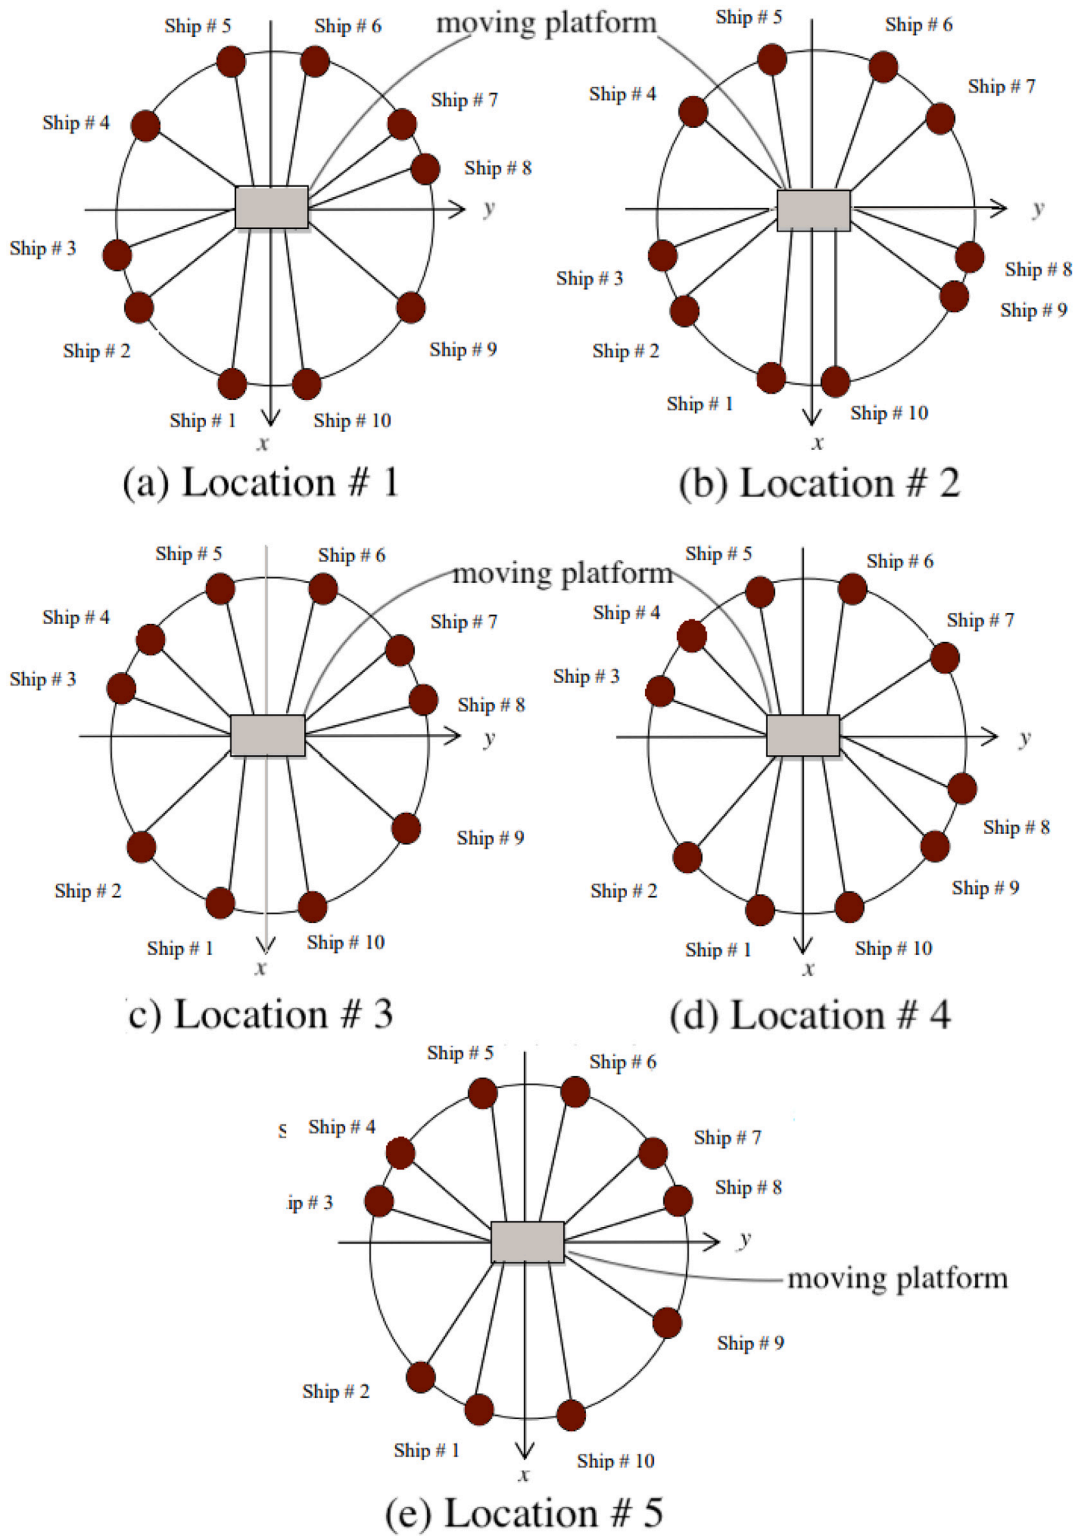 Ship # 5
Ship # 6
moving platform
Ship # 5
Ship # 6
Ship # 4
Ship # 7
Ship # 4
Ship # 7
Ship # 8
y
y
Ship # 3
Ship # 3
Ship # 8
Ship # 9
Ship # 2
Ship # 9
Ship # 2
Ship # 1
Ship # 10
Ship # 1
Ship # 10
x
x
(a) Location # 1
(b) Location # 2
Ship # 5
Ship # 6
moving platform
Ship # 5
Ship # 6
Ship # 4
Ship # 7
Ship # 4
Ship # 7
Ship # 3
Ship # 8
Ship # 3
y
y
Ship # 9
Ship # 8
Ship # 2
Ship # 2
Ship # 9
Ship # 1
Ship # 10
Ship # 1
Ship # 10
x
x
c) Location # 3
(d) Location # 4
Ship # 5
Ship # 6
S
Ship # 4
Ship # 7
ip # 3
Ship # 8
y
moving platform
Ship # 9
Ship # 2
Ship # 1
Ship # 10
x
(e) Location # 5